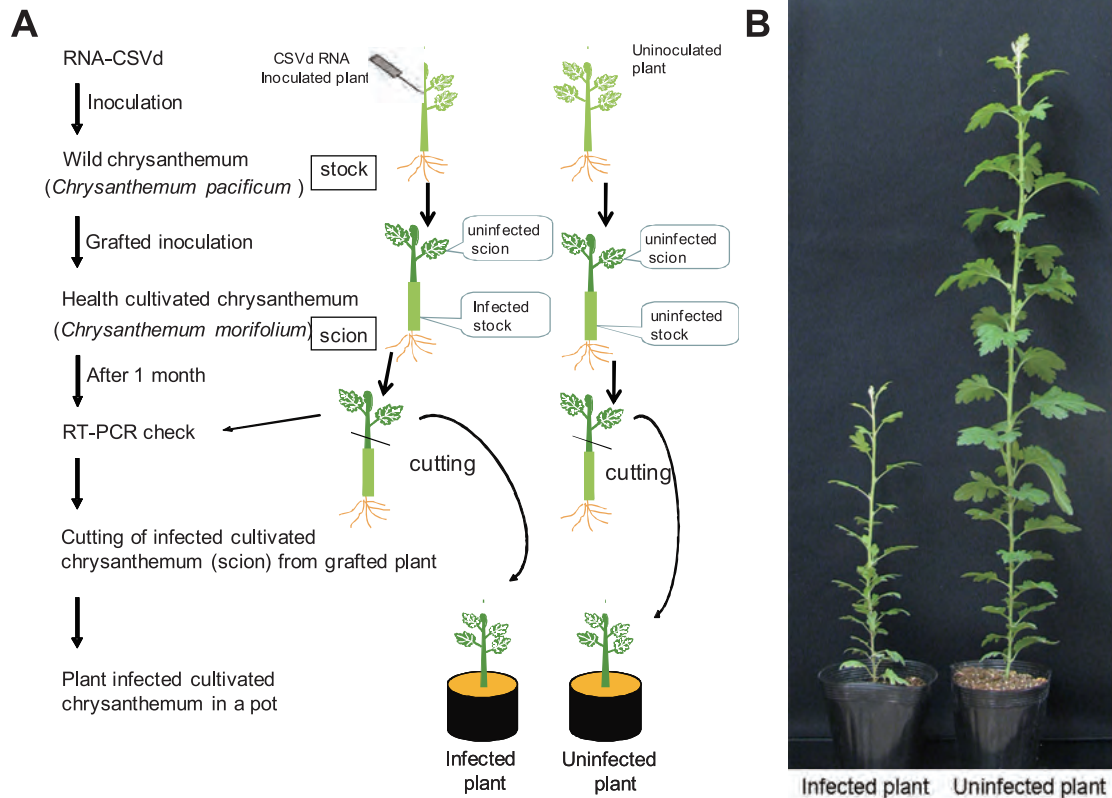 A
RNA-CSVd
Inoculation
Wild chrysanthemum
(Chrysanthemum pacificum )
stock
Grafted inoculation
Health cultivated chrysanthemum
(Chrysanthemum morifolium)
scion
After 1 month
RT-PCR check
Cutting of infected cultivated
chrysanthemum (scion) from grafted plant
Plant infected cultivated
chrysanthemum in a pot
CSVd RNA
Inoculated plant
Uninoculated
plant
uninfected
scion
Infected
stock
uninfected
scion
uninfected
stock
cutting
cutting
Infected
plant
Uninfected
plant
B
Infected plant
Uninfected plant